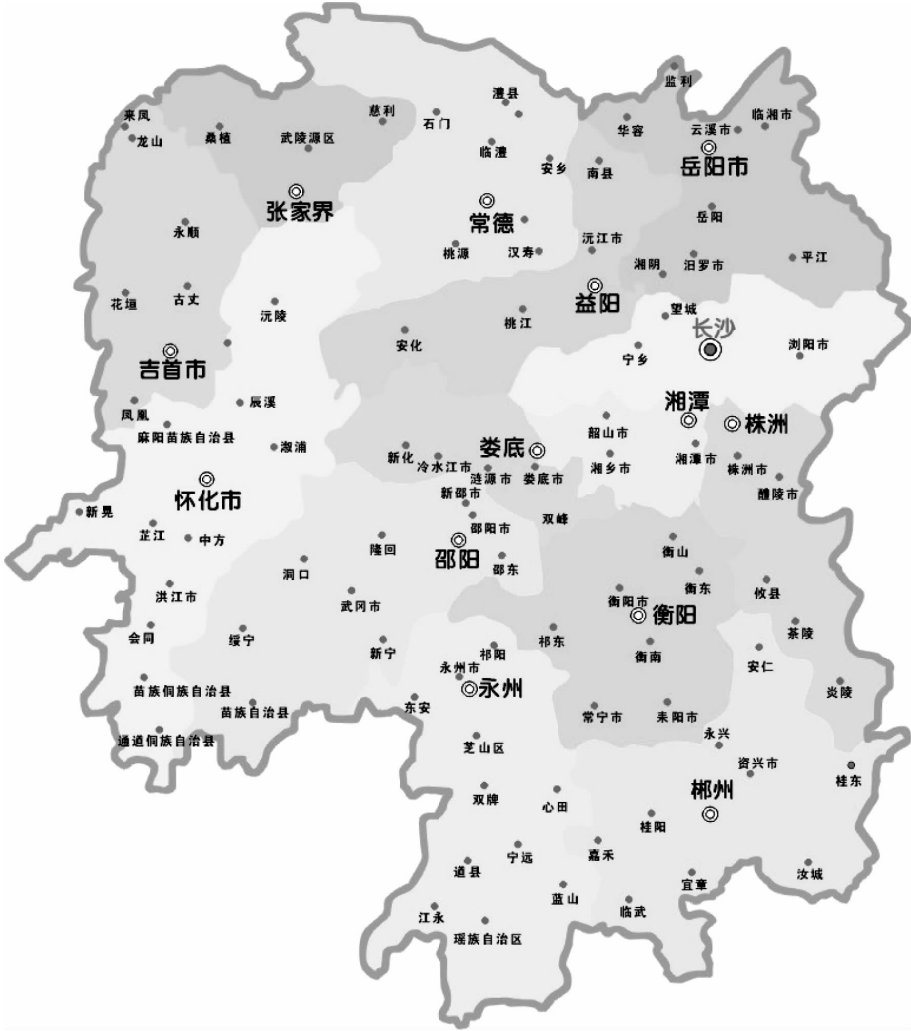 监利
澧县
来凤
慈利
石门
华容
云溪市
临湘市
龙山
桑植
武陵源区
临澧
安乡
南县
岳阳市
张家界
常德
岳阳
永顺
桃源
汉寿
沅江市
湘阴
汨罗市
平江
花垣
古丈
沅陵
益阳
桃江
望城
长沙
安化
宁乡
浏阳市
吉首市
凤凰
辰溪
湘潭
株洲
麻阳苗族自治县
溆浦
新化
冷水江市
娄底
韶山市
湘乡市
湘潭市
株洲市
涟源市
娄底市
醴陵市
怀化市
新邵市
新晃
芷江
中方
邵阳市
双峰
隆回
邵阳
邵东
衡山
洞口
洪江市
武冈市
衡阳市
衡东
衡阳
攸县
会同
绥宁
新宁
祁阳
祁东
衡南
茶陵
永州市
永州
安仁
苗族侗族自治县
苗族自治县
东安
常宁市
耒阳市
炎陵
通道侗族自治县
芝山区
永兴
资兴市
桂东
双牌
心田
郴州
桂阳
道县
宁远
嘉禾
汝城
蓝山
宜章
江永
临武
瑶族自治区